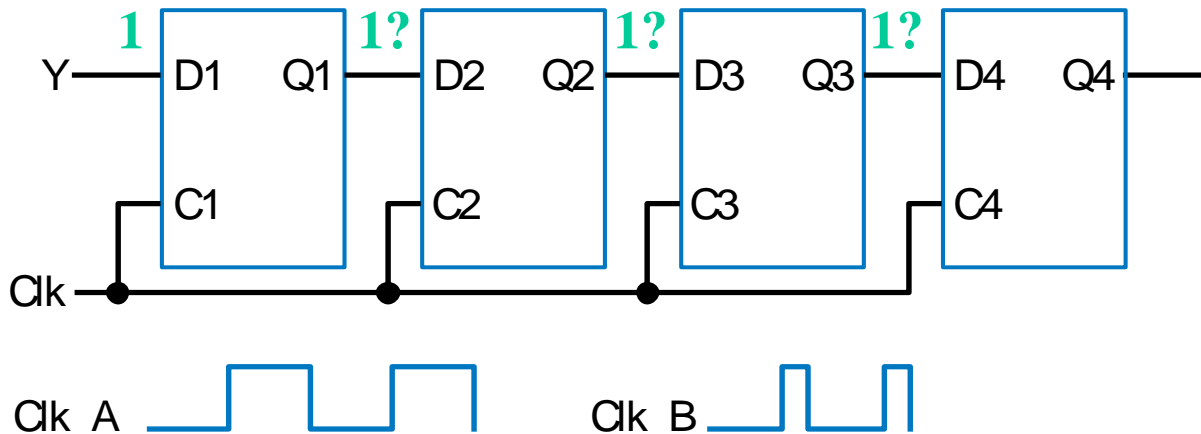 1 1? 1? 1?
Y D1 Q1 D2 Q2 D3 Q3 D4 Q4
C1 C2 C3 C4
Clk
Clk A Clk B